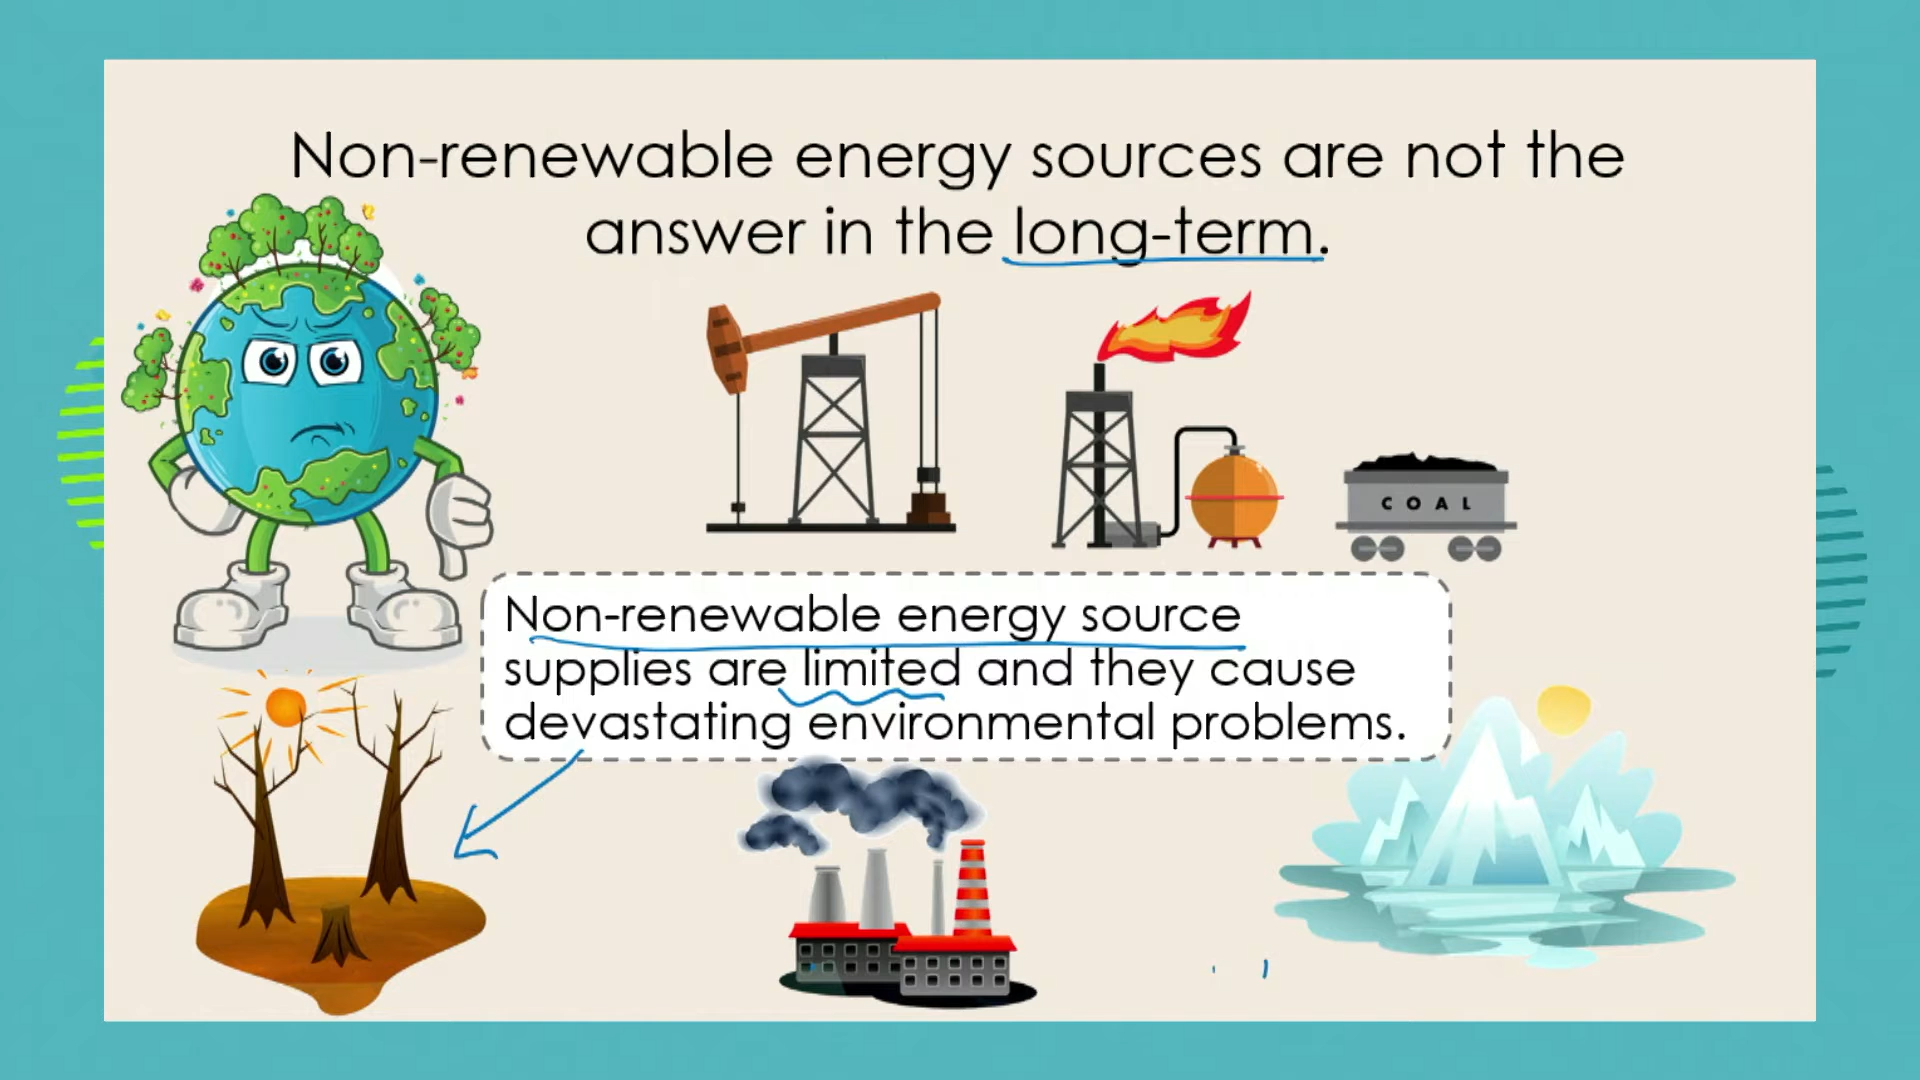 Non-renewable energy sources are not the
answer in the long-term.
COAL
Non-renewable energy source
supplies are limited and they cause
devastating environmental problems.